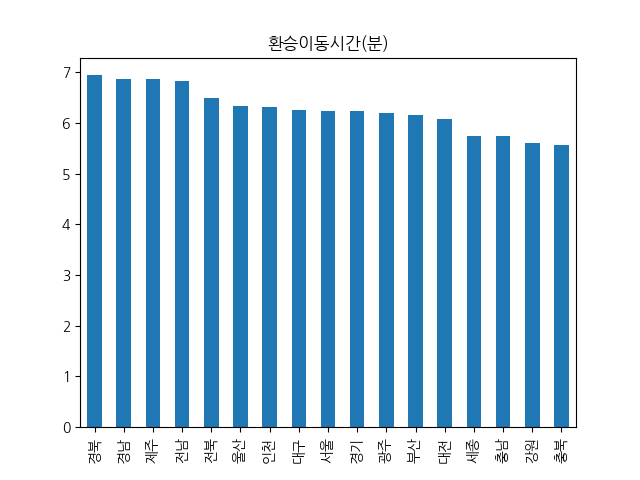 환승이동시간(분)
7
6
5
4
3
2
1
0
경북
경남
제주
전남
전북
울산
인천
대구
서울
경기
광주
부산
대전
세종
충남
강원
충북